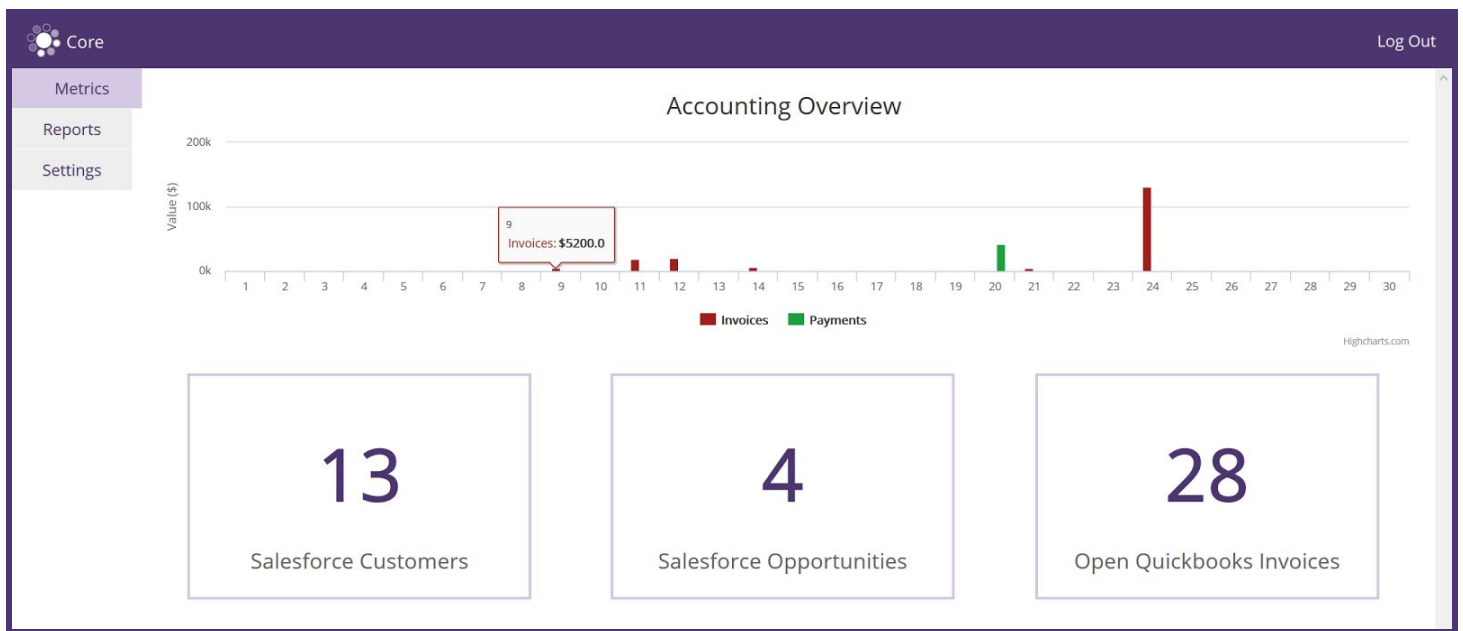 Core
Log Out
Metrics
Reports
Settings
Accounting Overview
Value ($)
200k
100k
0k
9
Invoices: $5200.0
1 2 3 4 5 6 7 8 9 10 11 12 13 14 15 16 17 18 19 20 21 22 23 24 25 26 27 28 29 30
Invoices Payments
Highcharts.com
13 4 28
Salesforce Customers Salesforce Opportunities Open Quickbooks Invoices